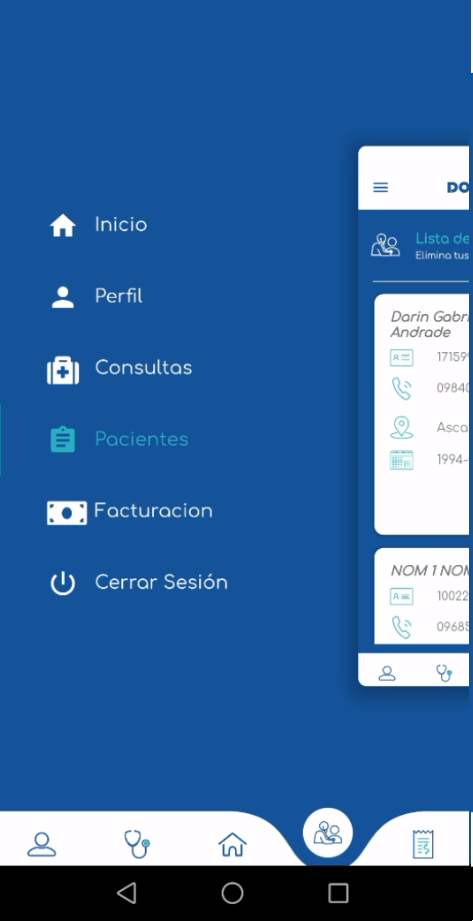 Inicio
Perfil
Consultas
Pacientes
Facturacion
Cerrar Sesión
DO
Lista de
Elimina tus
Darin Gabri
Andrade
17159
09840
Asca
1994-
NOM 1 NOM
10022
09685